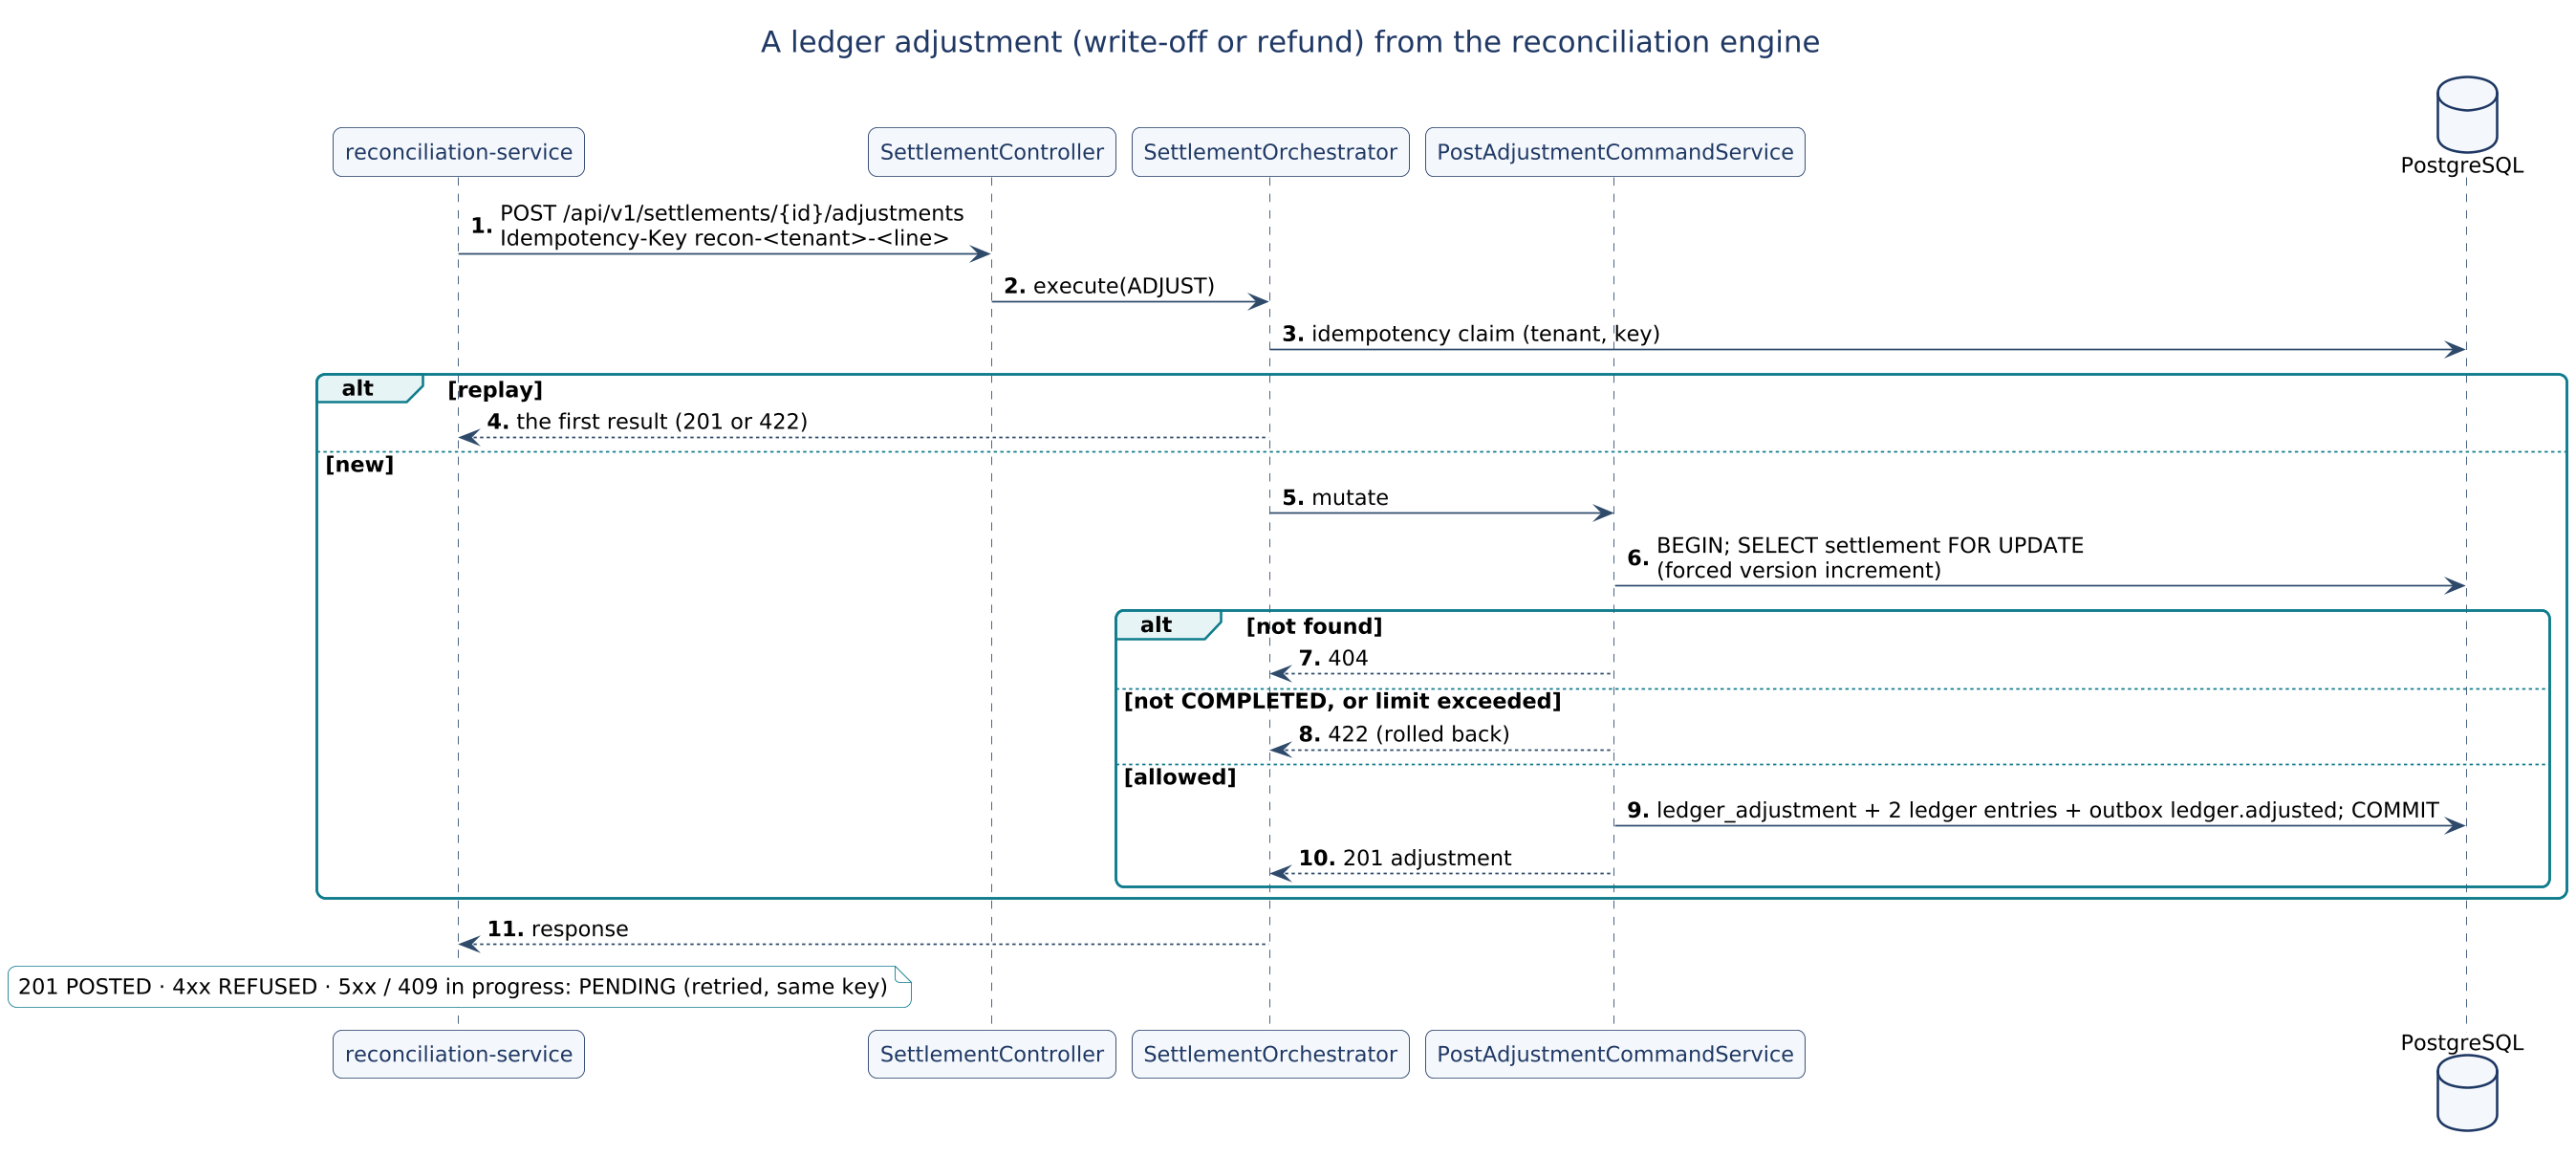 A ledger adjustment (write-off or refund) from the reconciliation engine
reconciliation-service
SettlementController
SettlementOrchestrator
PostAdjustmentCommandService
PostgreSQL
1. POST /api/v1/settlements/{id}/adjustments
Idempotency-Key recon-<tenant>-<line>
2. execute(ADJUST)
3. idempotency claim (tenant, key)
alt [replay]
4. the first result (201 or 422)
[new]
5. mutate
6. BEGIN; SELECT settlement FOR UPDATE
(forced version increment)
alt [not found]
7. 404
[not COMPLETED, or limit exceeded]
8. 422 (rolled back)
[allowed]
9. ledger_adjustment + 2 ledger entries + outbox ledger.adjusted; COMMIT
10. 201 adjustment
11. response
201 POSTED · 4xx REFUSED · 5xx / 409 in progress: PENDING (retried, same key)
reconciliation-service
SettlementController
SettlementOrchestrator
PostAdjustmentCommandService
PostgreSQL